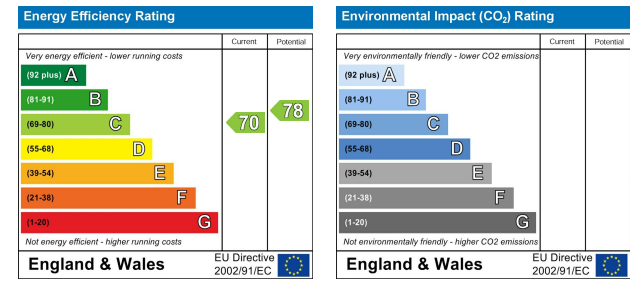 Energy Efficiency Rating
Current Potential
Very energy efficient - lower running costs
(92 plus) A
(81-91) B
(69-80) C
(55-68) D
(39-54) E
(21-38) F
(1-20) G
70
78
Not energy efficient - higher running costs
England & Wales
EU Directive
2002/91/EC
Environmental Impact (CO₂) Rating
Current Potential
Very environmentally friendly - lower CO2 emissions
(92 plus) A
(81-91) B
(69-80) C
(55-68) D
(39-54) E
(21-38) F
(1-20) G
Not environmentally friendly - higher CO2 emissions
England & Wales
EU Directive
2002/91/EC